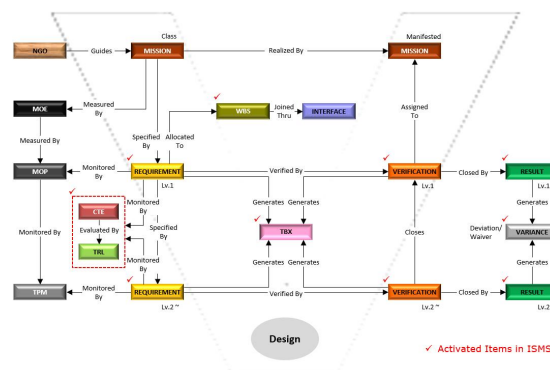 Class
Manifested
NGO
Guides
MISSION
Realized By
MISSION
MOE
Measured
By
WBS
Joined
Thru
INTERFACE
Assigned
To
Measured By
Specified
By
Allocated
To
MOP
Monitored
By
REQUIREMENT
Lv.1
Verified By
VERIFICATION
Lv.1
Closed By
RESULT
Lv.1
CTE
Monitored
By
Generates
Generates
Generates
Evaluated By
Specified
By
Monitored By
TBX
Closes
Deviation/
Waiver
VARIANCE
TRL
Monitored
By
Generates
Generates
Generates
TPM
Monitored
By
REQUIREMENT
Lv.2 ~
Verified By
VERIFICATION
Lv.2 ~
Closed By
RESULT
Lv.2
Design
✓ Activated Items in ISMS